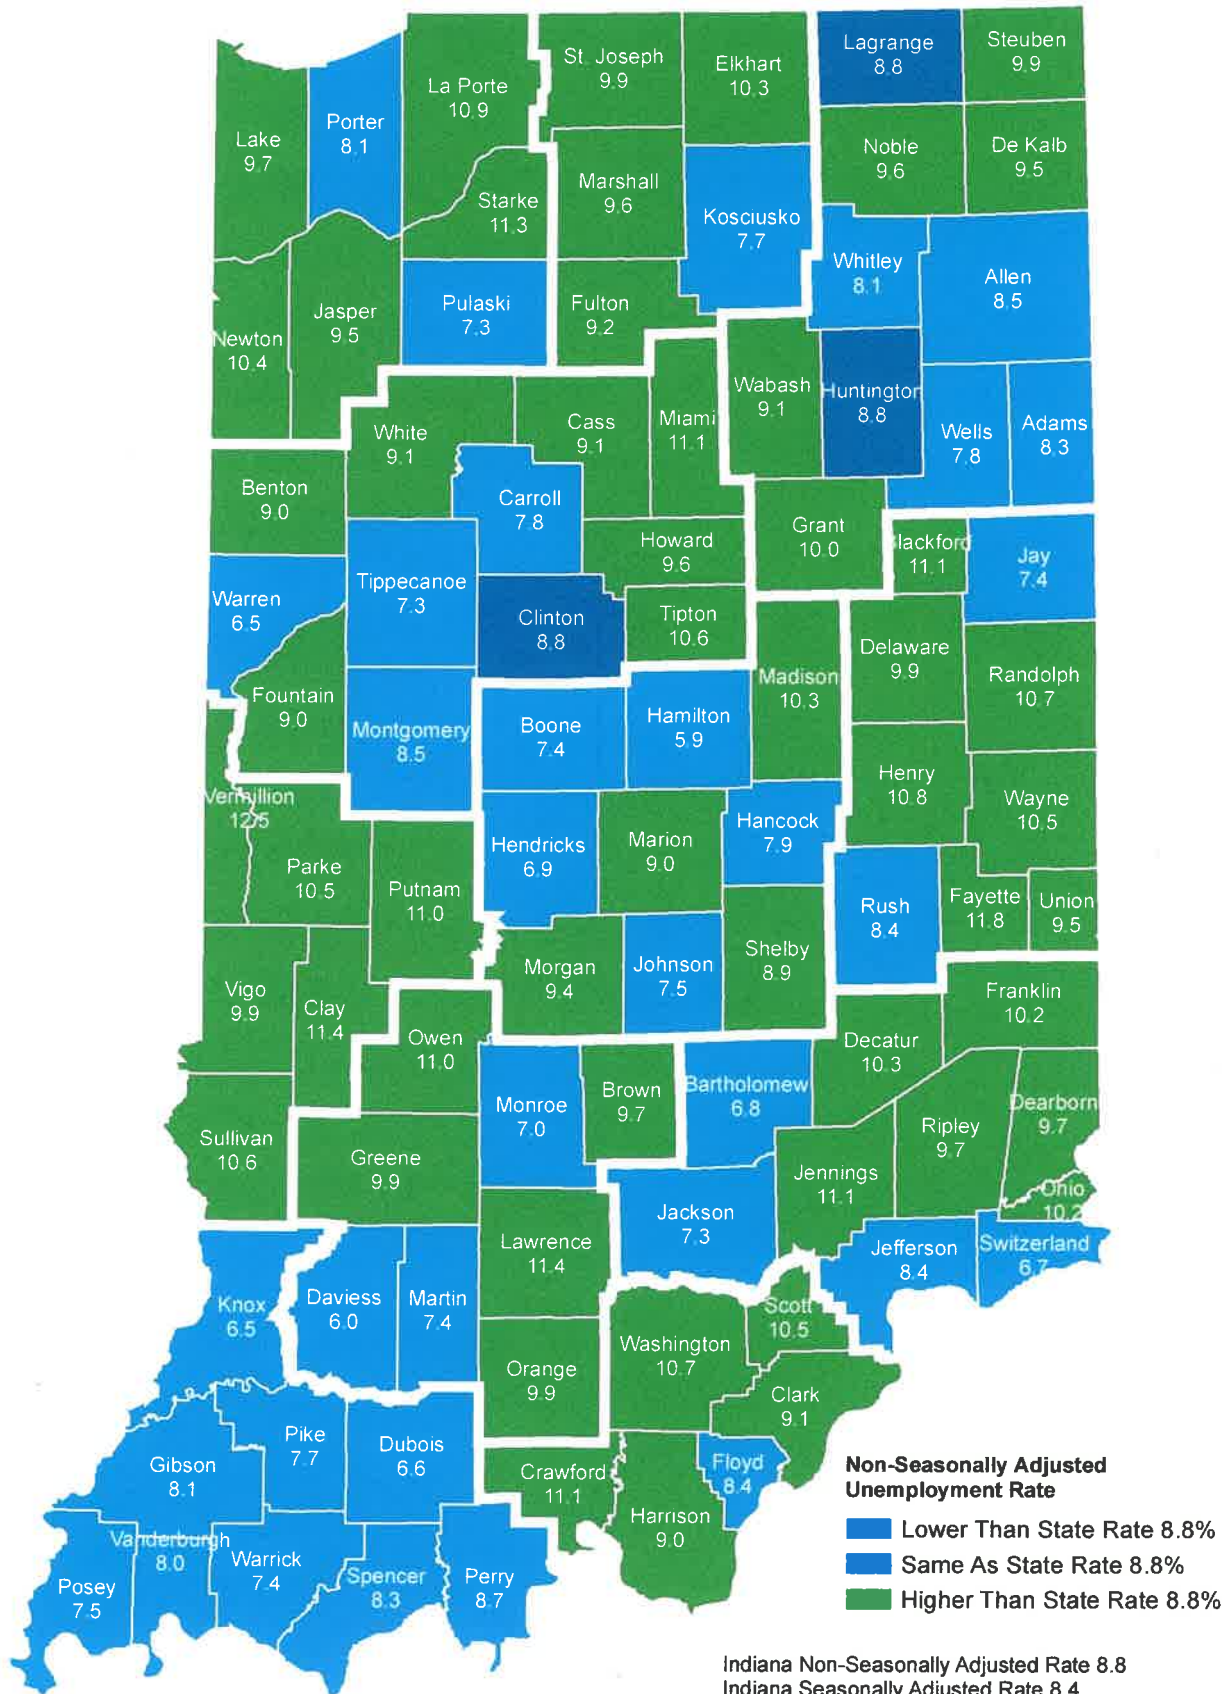 Lagrange
8.8
Steuben
9.9
St. Joseph
9.9
Elkhart
10.3
La Porte
10.9
Porter
8.1
Lake
9.7
Noble
9.6
De Kalb
9.5
Marshall
9.6
Starke
11.3
Kosciusko
7.7
Whitley
8.1
Allen
8.5
Pulaski
7.3
Fulton
9.2
Jasper
9.5
Newton
10.4
Wabash
9.1
Huntington
8.8
Wells
7.8
Adams
8.3
White
9.1
Cass
9.1
Miami
11.1
Benton
9.0
Carroll
7.8
Howard
9.6
Grant
10.0
Blackford
11.1
Jay
7.4
Warren
6.5
Tippecanoe
7.3
Clinton
8.8
Tipton
10.6
Madison
10.3
Delaware
9.9
Randolph
10.7
Fountain
9.0
Montgomery
8.5
Boone
7.4
Hamilton
5.9
Henry
10.8
Wayne
10.5
Vermillion
12.5
Parke
10.5
Putnam
11.0
Hendricks
6.9
Marion
9.0
Hancock
7.9
Rush
8.4
Fayette
11.8
Union
9.5
Vigo
9.9
Clay
11.4
Owen
11.0
Morgan
9.4
Johnson
7.5
Shelby
8.9
Franklin
10.2
Decatur
10.3
Sullivan
10.6
Greene
9.9
Monroe
7.0
Brown
9.7
Bartholomew
6.8
Jennings
11.1
Ripley
9.7
Dearborn
9.7
Ohio
10.2
Lawrence
11.4
Jackson
7.3
Jefferson
8.4
Switzerland
6.7
Knox
6.5
Daviess
6.0
Martin
7.4
Orange
9.9
Washington
10.7
Scott
10.5
Clark
9.1
Gibson
8.1
Pike
7.7
Dubois
6.6
Crawford
11.1
Harrison
9.0
Floyd
8.4
Posey
7.5
Vanderburgh
8.0
Warrick
7.4
Spencer
8.3
Perry
8.7
Non-Seasonally Adjusted
Unemployment Rate
Lower Than State Rate 8.8%
Same As State Rate 8.8%
Higher Than State Rate 8.8%
Indiana Non-Seasonally Adjusted Rate 8.8
Indiana Seasonally Adjusted Rate 8.4